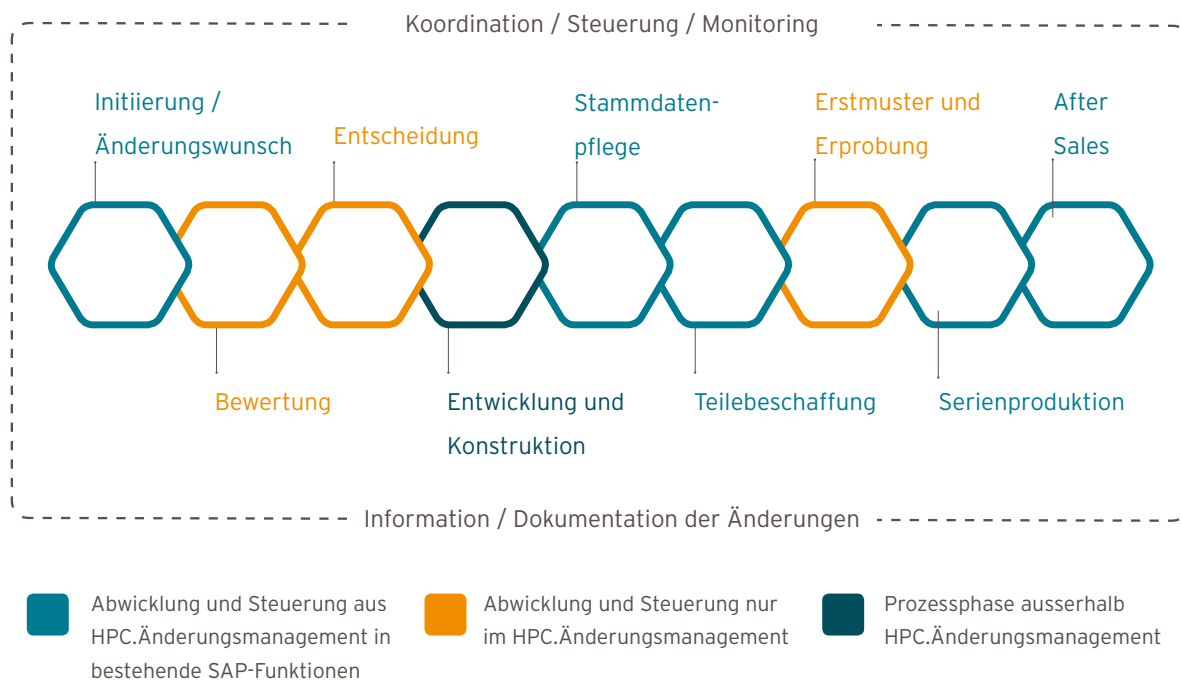 Koordination / Steuerung / Monitoring
Initiierung /
Änderungswunsch
Entscheidung
Stammdaten-
pflege
Erstmuster und
Erprobung
After
Sales
Bewertung
Entwicklung und
Konstruktion
Teilebeschaffung
Serienproduktion
Information / Dokumentation der Änderungen
Abwicklung und Steuerung aus
HPC.Änderungsmanagement in
bestehende SAP-Funktionen
Abwicklung und Steuerung nur
im HPC.Änderungsmanagement
Prozessphase ausserhalb
HPC.Änderungsmanagement